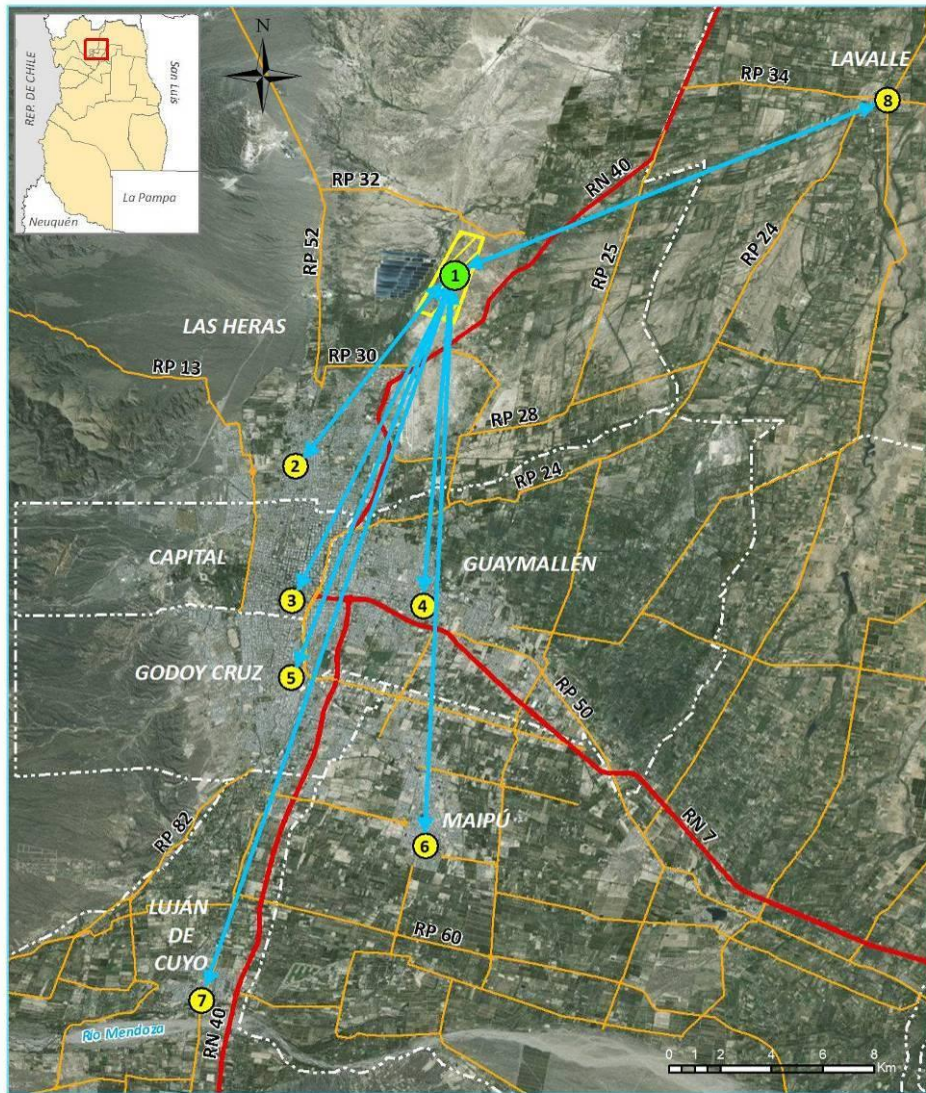 REP. DE CHILE
San Luis
La Pampa
Neuquén
N
LAVALLE
RP 34
8
RN 40
RP 32
RP 52
RP 24
RP 25
1
LAS HERAS
RP 13
RP 30
RP 28
2
RP 24
CAPITAL
GUAYMALLÉN
3
4
GODOY CRUZ
5
RP 50
MAIPÚ
RN 7
RP 82
6
LUJÁN
DE
CUYO
RP 60
7
Río Mendoza
RN 40
0 1 2 4 6 8
Km